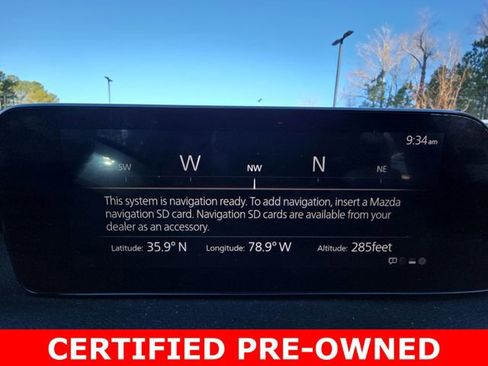 9:34 am
SW W NW N NE
This system is navigation ready. To add navigation, insert a Mazda
navigation SD card. Navigation SD cards are available from your
dealer as an accessory.
Latitude: 35.9° N Longitude: 78.9° W Altitude: 285feet
CERTIFIED PRE-OWNED